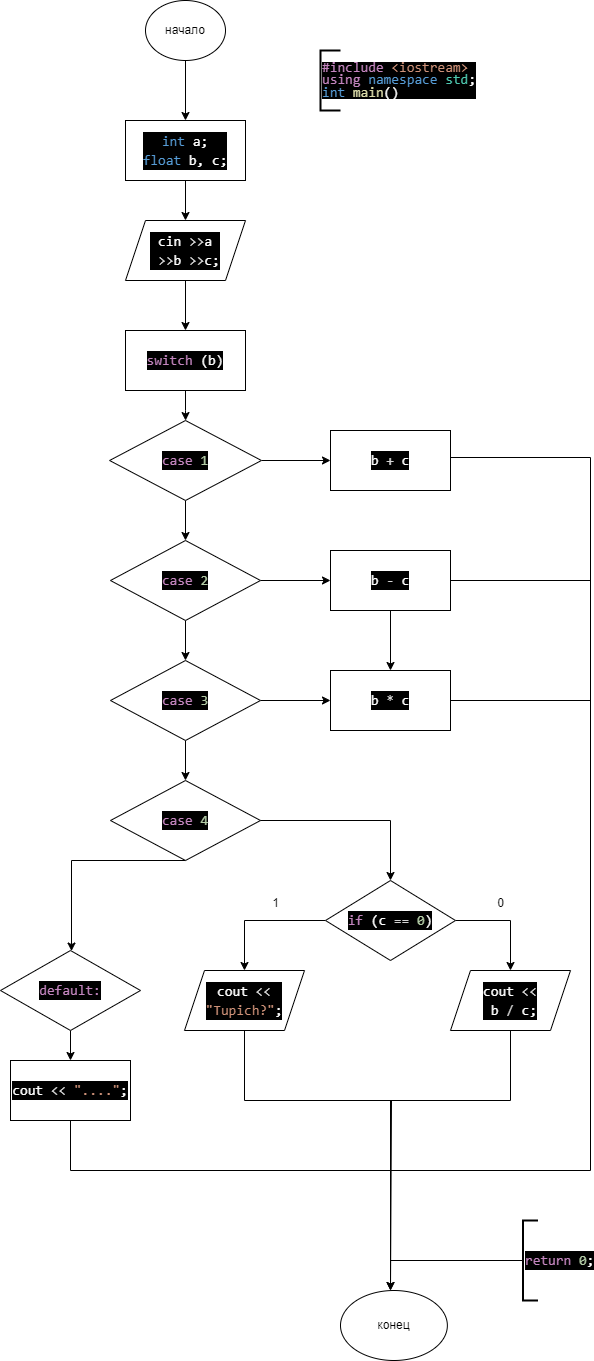 начало
#include <iostream>
using namespace std;
int main()
int a;
float b, c;
cin >>a
>>b >>c;
switch (b)
case 1
b + c
case 2
b - c
case 3
b * c
case 4
1
if (c == 0)
0
default:
cout <<
"Tupich?";
cout <<
b / c;
cout << "....";
return 0;
конец